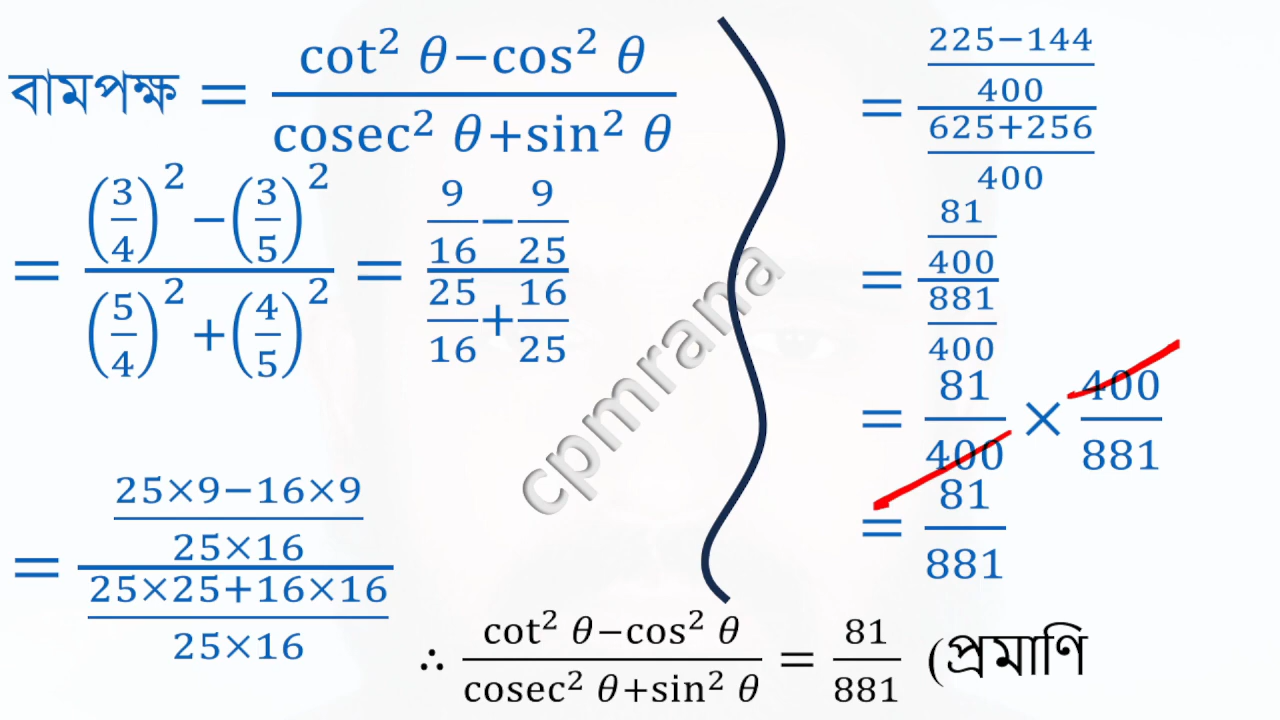 বামপক্ষ = (cot² θ−cos² θ)/(cosec² θ+sin² θ)
= ((3/4)² −(3/5)²)/((5/4)² +(4/5)²) = (9/16−9/25)/(25/16+16/25)
= ((25×9−16×9)/(25×16))/((25×25+16×16)/(25×16))
= ((225−144)/400)/((625+256)/400)
= (81/400)/(881/400)
= 81/400 × 400/881
= 81/881
∴ (cot² θ−cos² θ)/(cosec² θ+sin² θ) = 81/881 (প্রমাণি
cpmrana